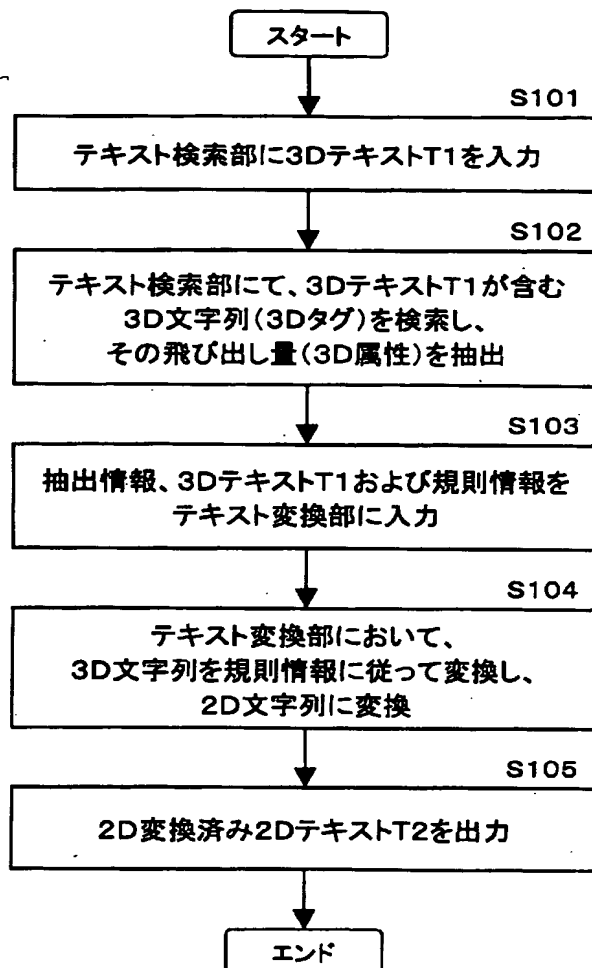 スタート
S101
テキスト検索部に3DテキストT1を入力
S102
テキスト検索部にて、3DテキストT1が含む
3D文字列(3Dタグ)を検索し、
その飛び出し量(3D属性)を抽出
S103
抽出情報、3DテキストT1および規則情報を
テキスト変換部に入力
S104
テキスト変換部において、
3D文字列を規則情報に従って変換し、
2D文字列に変換
S105
2D変換済み2DテキストT2を出力
エンド